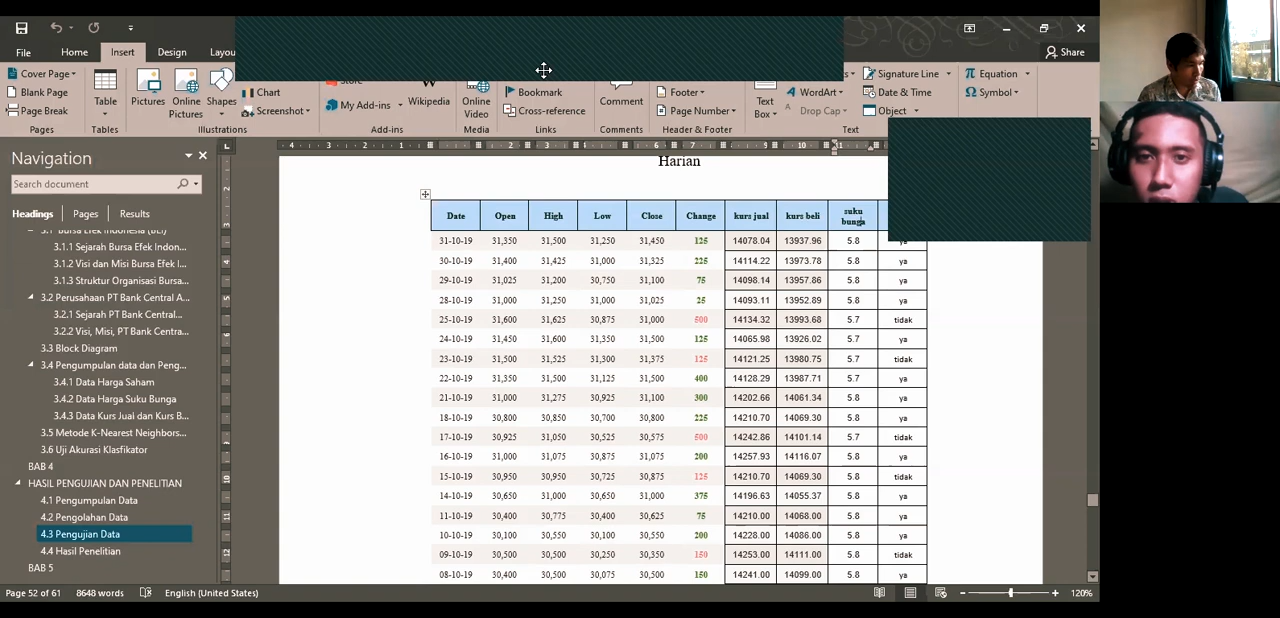 File Home Insert Design Layou
Share
Cover Page
Blank Page
Page Break
Pages
Table
Tables
Pictures
Online Pictures
Shapes
Chart
Screenshot
Illustrations
My Add-ins
Wikipedia
Add-ins
Online Video
Media
Bookmark
Cross-reference
Links
Comment
Comments
Footer
Page Number
Header & Footer
Text Box
WordArt
Drop Cap
Signature Line
Date & Time
Object
Text
Equation
Symbol
Navigation
Search document
Headings Pages Results
3.1.1 Sejarah Bursa Efek Indon...
3.1.2 Visi dan Misi Bursa Efek I...
3.1.3 Struktur Organisasi Bursa...
3.2 Perusahaan PT Bank Central A...
3.2.1 Sejarah PT Bank Central...
3.2.2 Visi, Misi, PT Bank Centra...
3.3 Block Diagram
3.4 Pengumpulan data dan Peng...
3.4.1 Data Harga Saham
3.4.2 Data Harga Suku Bunga
3.4.3 Data Kurs Jual dan Kurs B...
3.5 Metode K-Nearest Neighbors...
3.6 Uji Akurasi Klasfikator
BAB 4
HASIL PENGUJIAN DAN PENELITIAN
4.1 Pengumpulan Data
4.2 Pengolahan Data
4.3 Pengujian Data
4.4 Hasil Penelitian
BAB 5
Harian
Date Open High Low Close Change kurs jual kurs beli suku bunga
31-10-19 31,350 31,500 31,250 31,450 125 14078.04 13937.96 5.8 ya
30-10-19 31,400 31,425 31,000 31,325 225 14114.22 13973.78 5.8 ya
29-10-19 31,025 31,200 30,750 31,100 75 14098.14 13957.86 5.8 ya
28-10-19 31,000 31,250 31,000 31,025 25 14093.11 13952.89 5.8 ya
25-10-19 31,600 31,625 30,875 31,000 500 14134.32 13993.68 5.7 tidak
24-10-19 31,450 31,600 31,350 31,500 125 14065.98 13926.02 5.7 ya
23-10-19 31,500 31,525 31,300 31,375 125 14121.25 13980.75 5.7 tidak
22-10-19 31,350 31,500 31,125 31,500 400 14128.29 13987.71 5.7 ya
21-10-19 31,000 31,275 30,925 31,100 300 14202.66 14061.34 5.8 ya
18-10-19 30,800 30,850 30,700 30,800 225 14210.70 14069.30 5.8 ya
17-10-19 30,925 31,050 30,525 30,575 500 14242.86 14101.14 5.7 tidak
16-10-19 31,000 31,075 30,875 31,075 200 14257.93 14116.07 5.8 ya
15-10-19 30,950 30,950 30,725 30,875 125 14210.70 14069.30 5.8 tidak
14-10-19 30,650 31,000 30,650 31,000 375 14196.63 14055.37 5.8 ya
11-10-19 30,400 30,775 30,400 30,625 75 14210.00 14068.00 5.8 ya
10-10-19 30,100 30,550 30,100 30,550 200 14228.00 14086.00 5.8 ya
09-10-19 30,500 30,500 30,250 30,350 150 14253.00 14111.00 5.8 tidak
08-10-19 30,400 30,500 30,075 30,500 150 14241.00 14099.00 5.8 ya
Page 52 of 61 8648 words English (United States) 120%